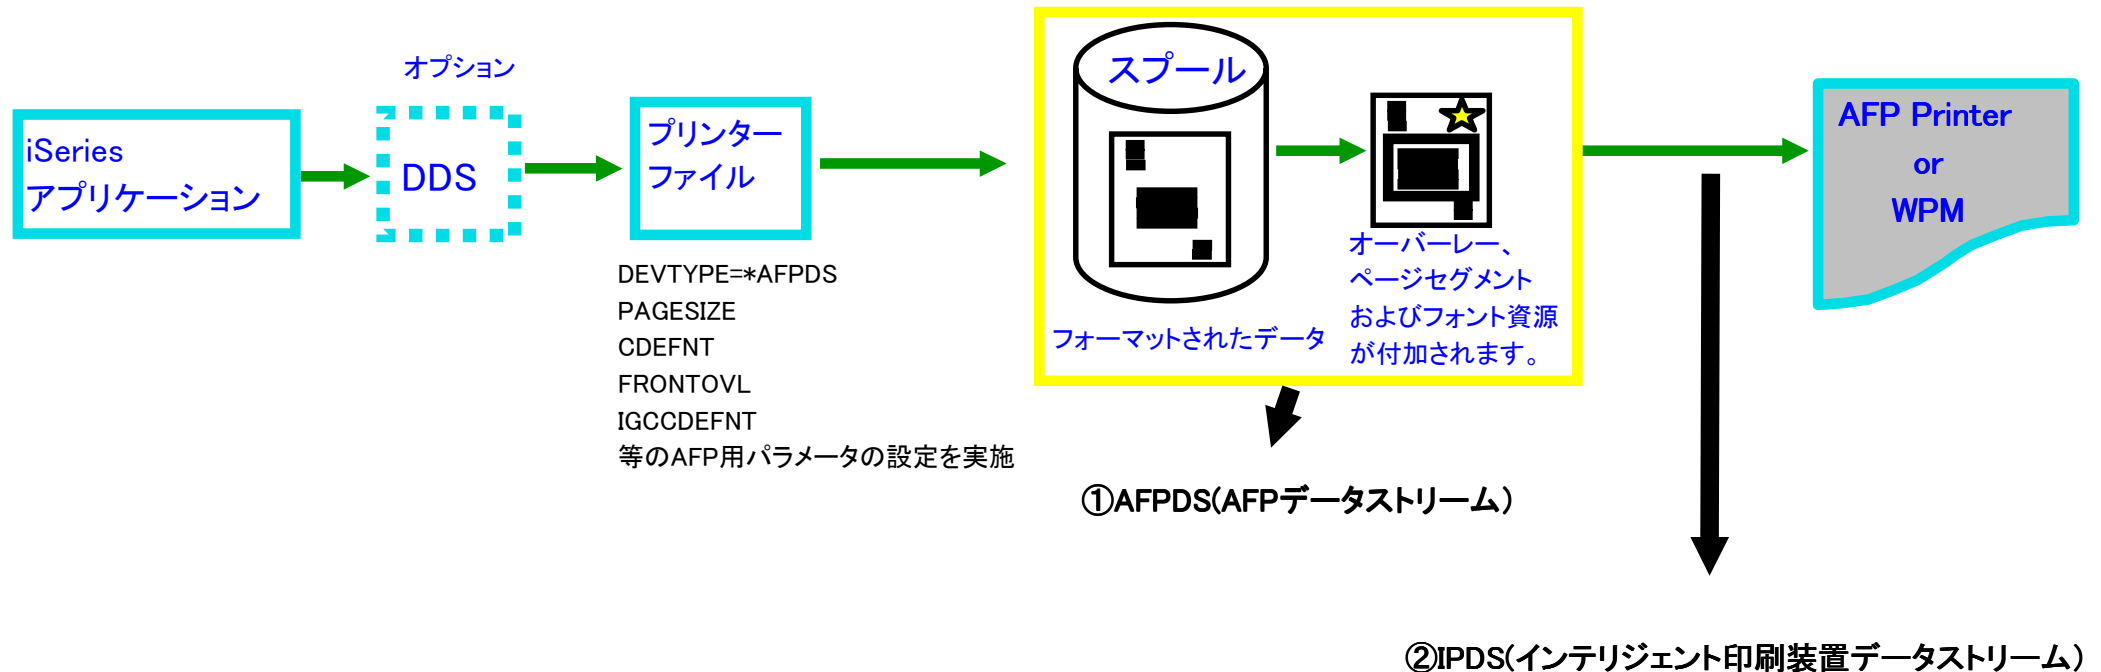 iSeries
アプリケーション
オプション
DDS
プリンター
ファイル
DEVTYPE=*AFPDS
PAGESIZE
CDEFNT
FRONTOVL
IGCCDEFNT
等のAFP用パラメータの設定を実施
スプール
フォーマットされたデータ
オーバーレー、
ページセグメント
およびフォント資源
が付加されます。
AFP Printer
or
WPM
①AFPDS(AFPデータストリーム)
②IPDS(インテリジェント印刷装置データストリーム)